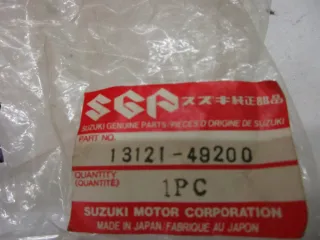 SGP スズキ純正部品
SUZUKI GENUINE PARTS・PIECES D'ORIGINE DE SUZUKI
PART NO.
13121-49200
QUANTITY
(QUANTITÉ)
1PC
SUZUKI MOTOR CORPORATION
MADE IN JAPAN/FABRIQUE AU JAPON